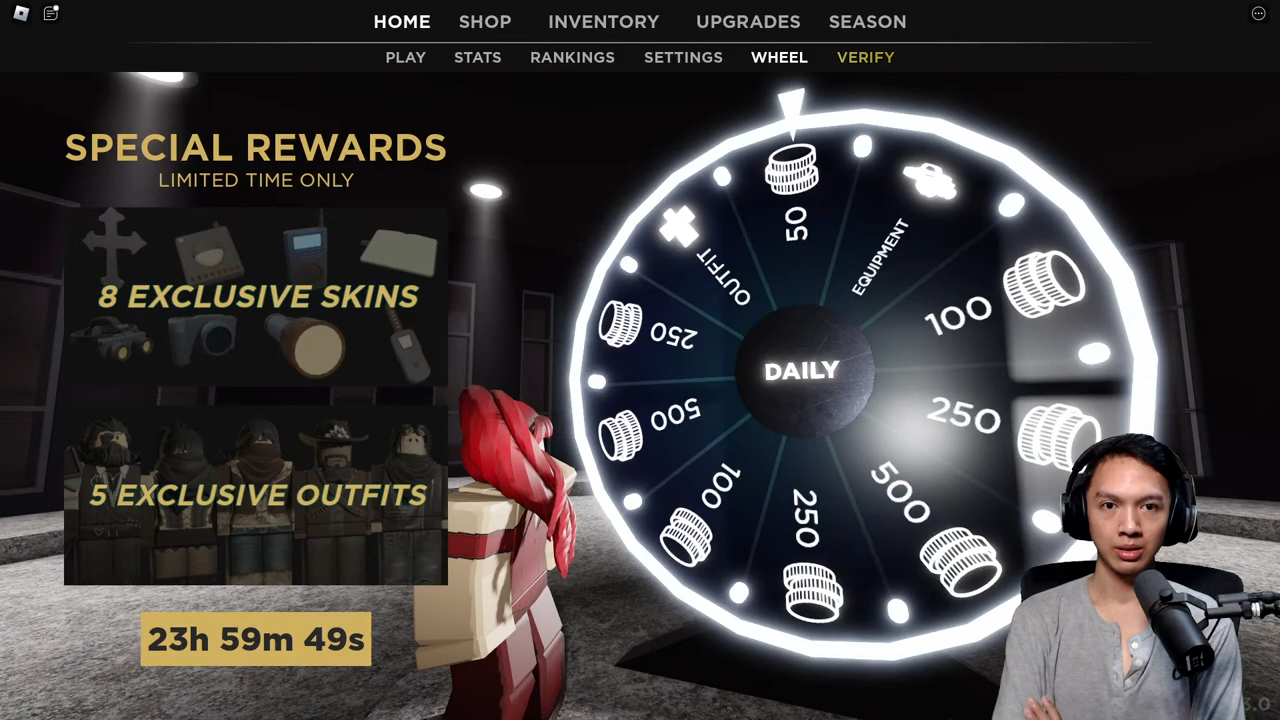 HOME SHOP INVENTORY UPGRADES SEASON
PLAY STATS RANKINGS SETTINGS WHEEL VERIFY
SPECIAL REWARDS
LIMITED TIME ONLY
8 EXCLUSIVE SKINS
5 EXCLUSIVE OUTFITS
23h 59m 49s
50
EQUIPMENT
100
250
500
250
100
500
250
OUTFIT
DAILY